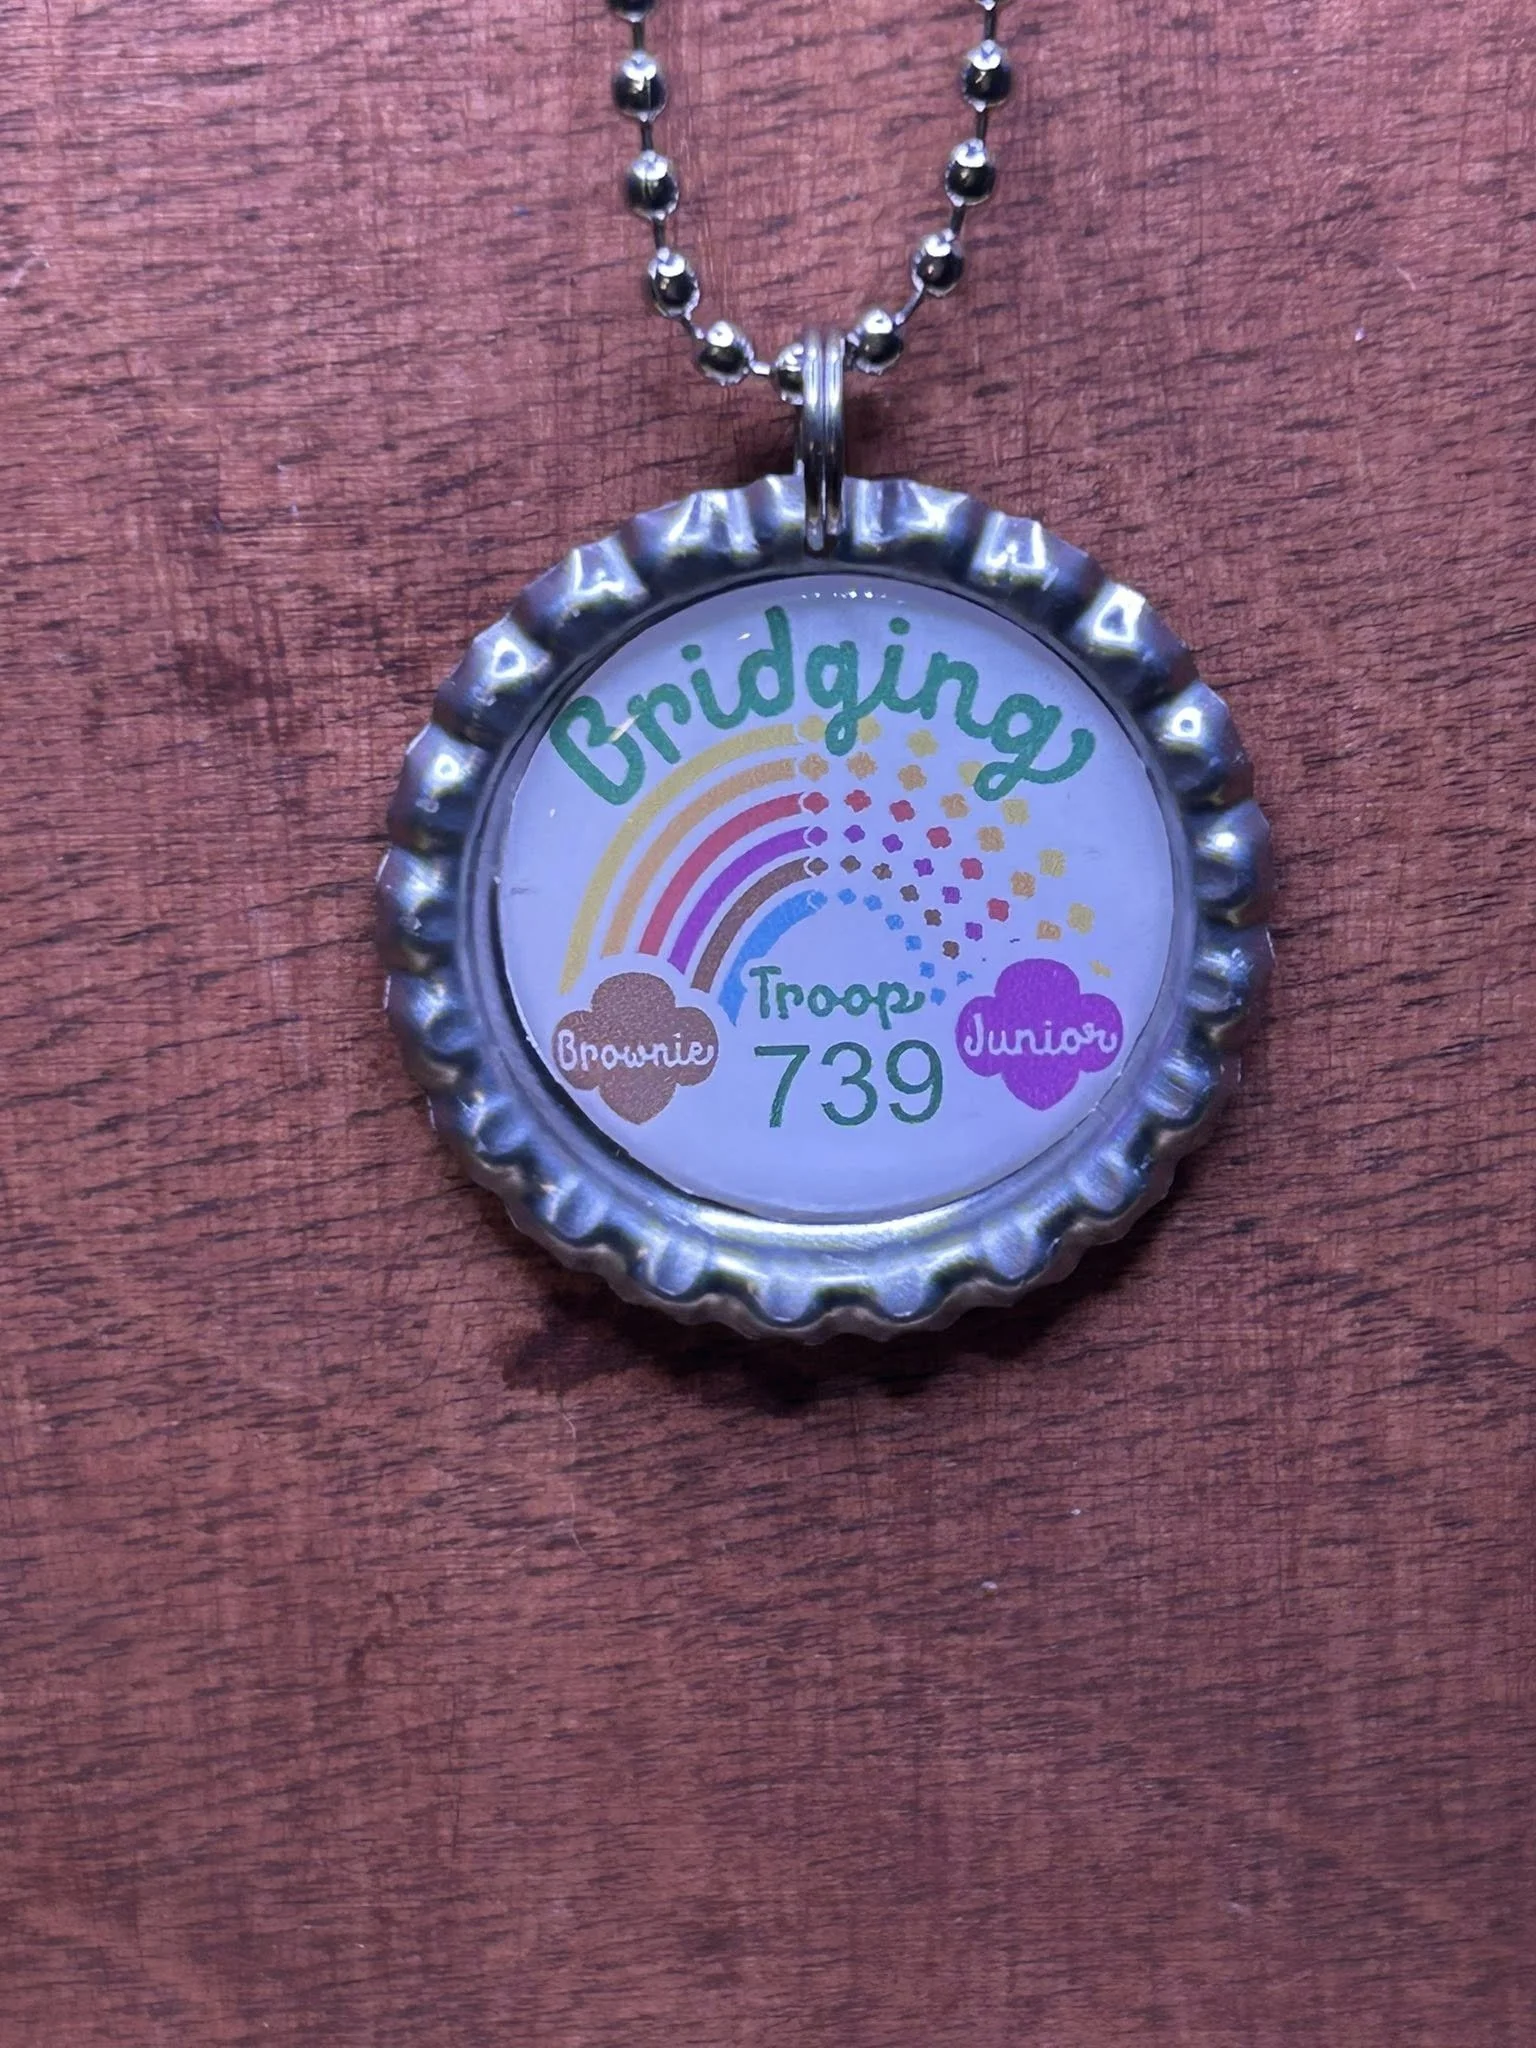 Bridging
Troop
Brownie
739
Junior